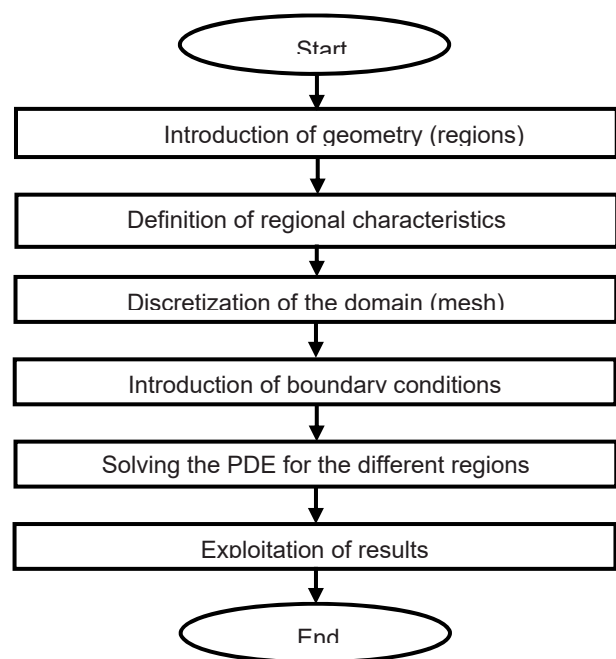 Start
Introduction of geometry (regions)
Definition of regional characteristics
Discretization of the domain (mesh)
Introduction of boundary conditions
Solving the PDE for the different regions
Exploitation of results
End